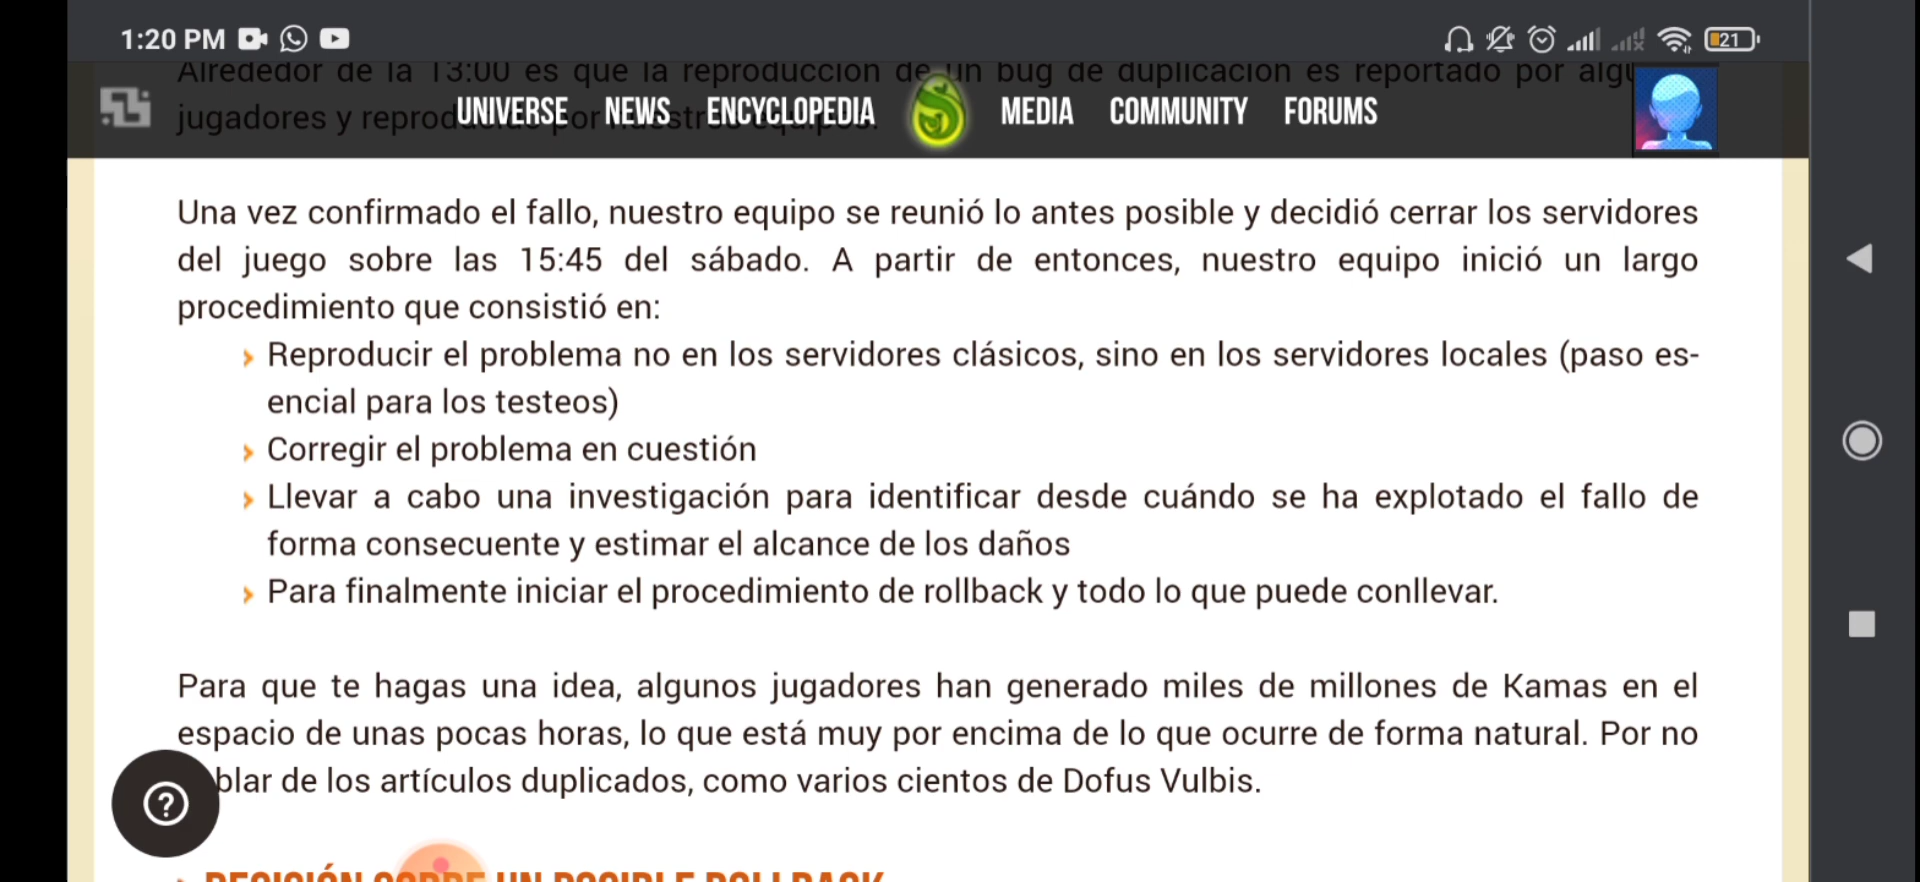 1:20 PM
21
Alrededor de la 13:00 es que la reproducción de un bug de duplicación es reportado por
jugadores y por nuestros equipos.
UNIVERSE NEWS ENCYCLOPEDIA MEDIA COMMUNITY FORUMS
Una vez confirmado el fallo, nuestro equipo se reunió lo antes posible y decidió cerrar los servidores
del juego sobre las 15:45 del sábado. A partir de entonces, nuestro equipo inició un largo
procedimiento que consistió en:
Reproducir el problema no en los servidores clásicos, sino en los servidores locales (paso es-
encial para los testeos)
Corregir el problema en cuestión
Llevar a cabo una investigación para identificar desde cuándo se ha explotado el fallo de
forma consecuente y estimar el alcance de los daños
Para finalmente iniciar el procedimiento de rollback y todo lo que puede conllevar.
Para que te hagas una idea, algunos jugadores han generado miles de millones de Kamas en el
espacio de unas pocas horas, lo que está muy por encima de lo que ocurre de forma natural. Por no
blar de los artículos duplicados, como varios cientos de Dofus Vulbis.
DECISIÓN SOBRE UN POSIBLE ROLLBACK